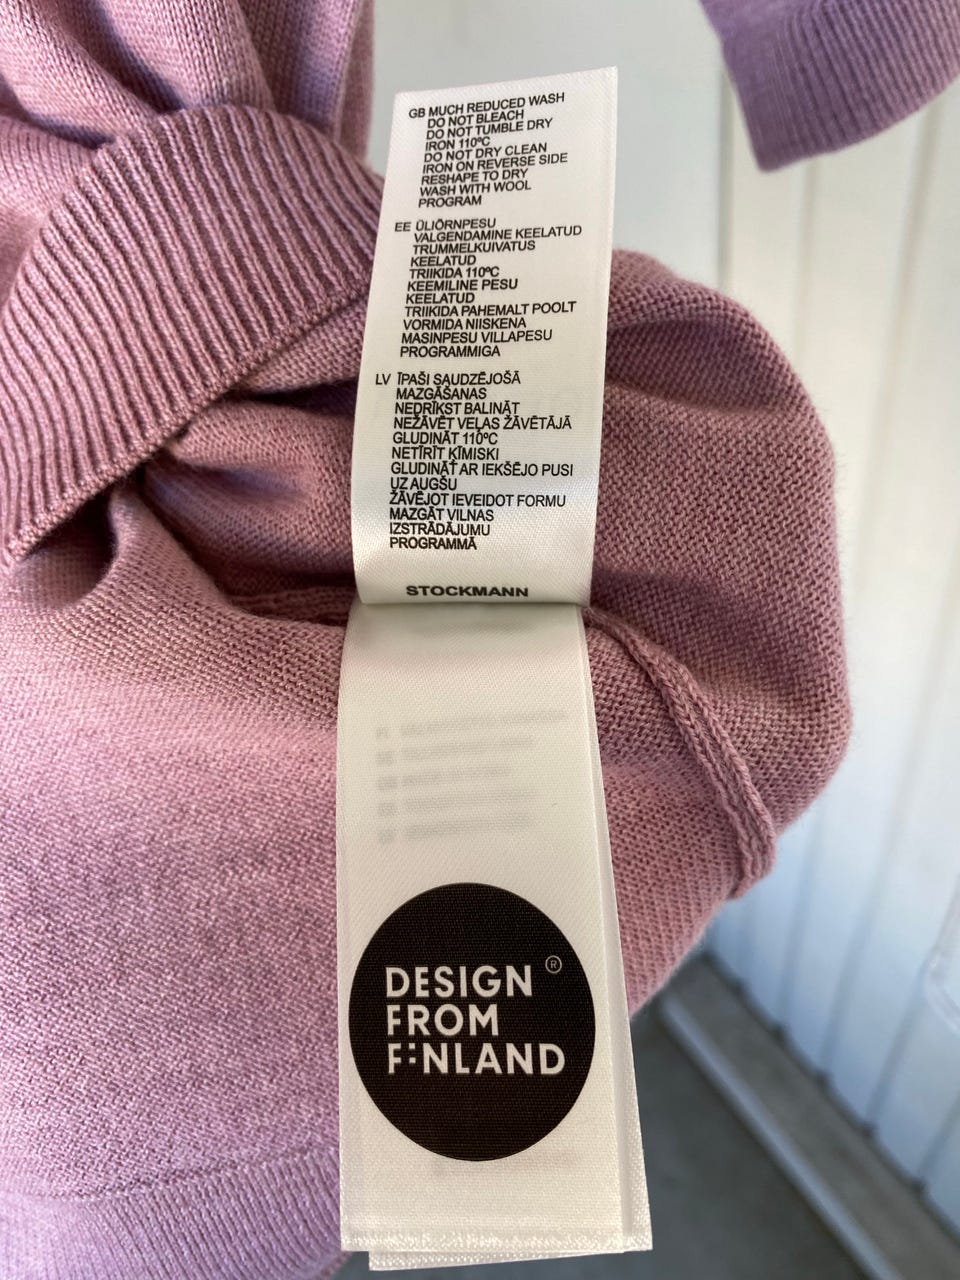 GB MUCH REDUCED WASH
DO NOT BLEACH
DO NOT TUMBLE DRY
IRON 110ºC
DO NOT DRY CLEAN
IRON ON REVERSE SIDE
RESHAPE TO DRY
WASH WITH WOOL
PROGRAM
EE ÜLIÕRNPESU
VALGENDAMINE KEELATUD
TRUMMELKUIVATUS
KEELATUD
TRIIKIDA 110ºC
KEEMILINE PESU
KEELATUD
TRIIKIDA PAHEMALT POOLT
VORMIDA NIISKENA
MASINPESU VILLAPESU
PROGRAMMIGA
LV ĪPAŠI SAUDZĒJOŠĀ
MAZGĀŠANAS
NEDRĪKST BALINĀT
NEŽĀVĒT VEĻAS ŽĀVĒTĀJĀ
GLUDINĀT 110ºC
NETĪRĪT ĶĪMISKI
GLUDINĀT AR IEKŠĒJO PUSI
UZ AUGŠU
ŽĀVĒJOT IEVEIDOT FORMU
MAZGĀT VILNAS
IZSTRĀDĀJUMU
PROGRAMMĀ
STOCKMANN
DESIGN ®
FROM
FINLAND